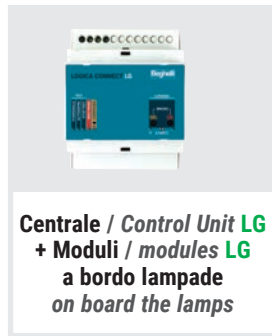 LOGICA CONNECT LG
Beghelli
Centrale / Control Unit LG
+ Moduli / modules LG
a bordo lampade
on board the lamps